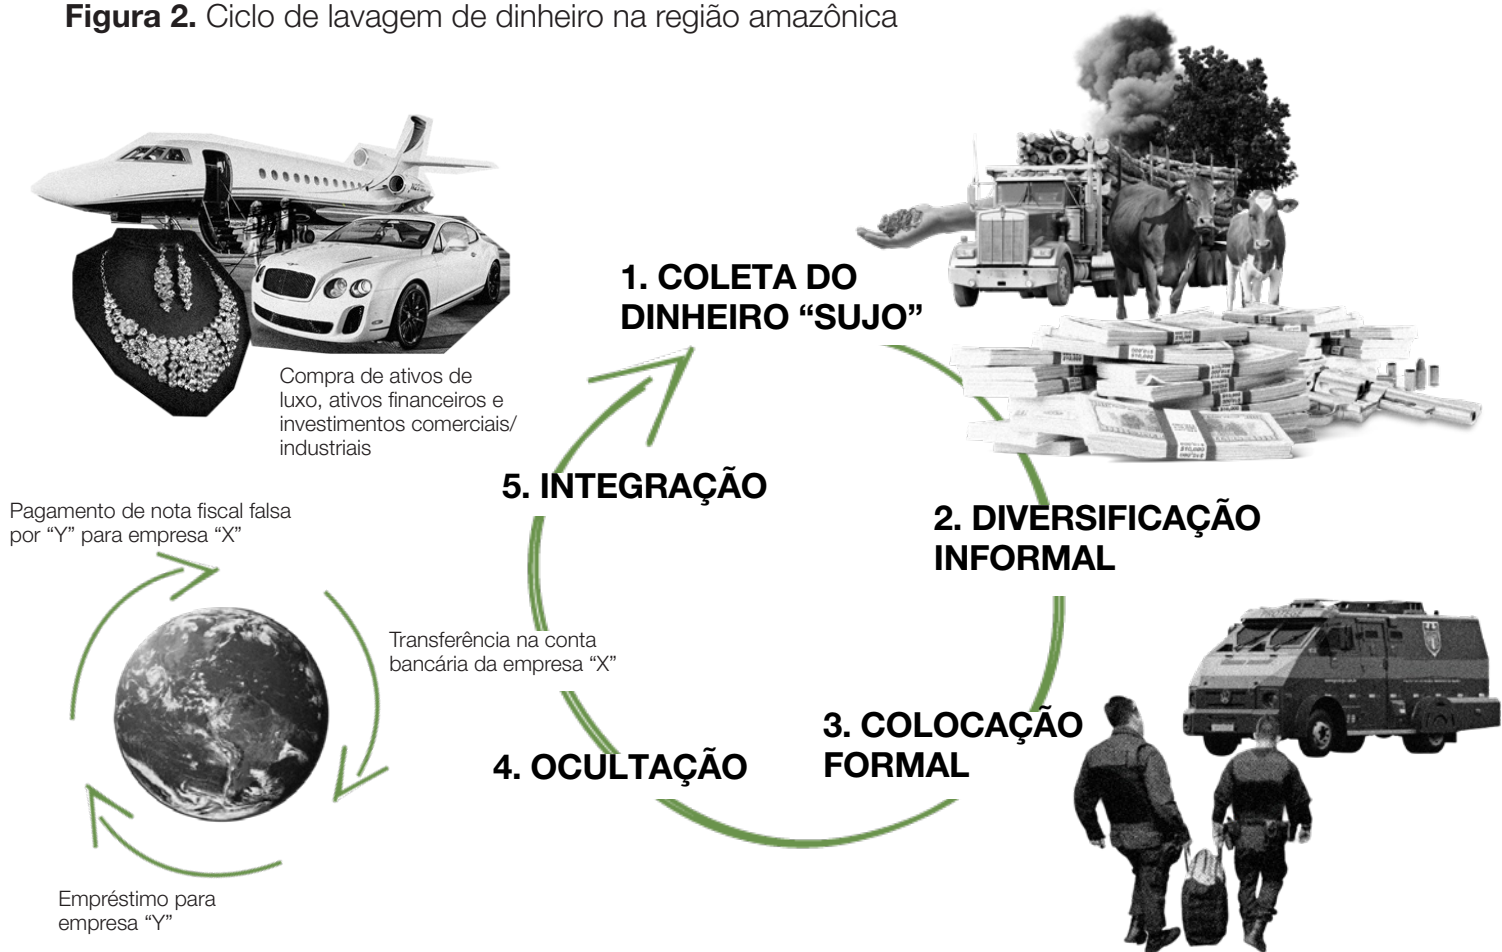 Figura 2. Ciclo de lavagem de dinheiro na região amazônica
1. COLETA DO
DINHEIRO “SUJO”
Compra de ativos de
luxo, ativos financeiros e
investimentos comerciais/
industriais
5. INTEGRAÇÃO
2. DIVERSIFICAÇÃO
INFORMAL
Pagamento de nota fiscal falsa
por “Y” para empresa “X”
Transferência na conta
bancária da empresa “X”
3. COLOCAÇÃO
FORMAL
4. OCULTAÇÃO
Empréstimo para
empresa “Y”